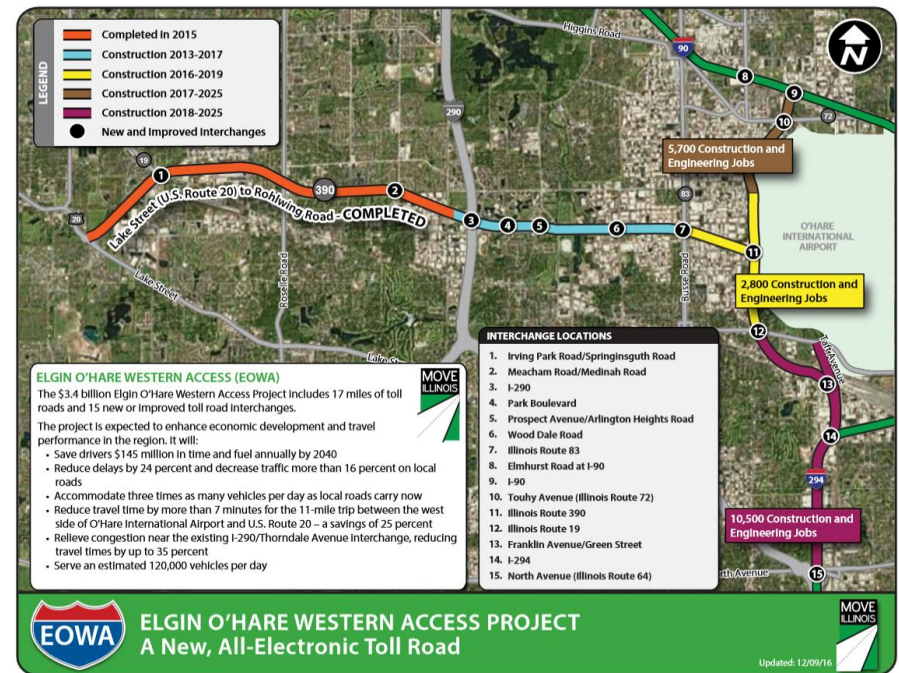 LEGEND
Completed in 2015
Construction 2013-2017
Construction 2016-2019
Construction 2017-2025
Construction 2018-2025
New and Improved Interchanges
Higgins Road
90
N
8
9
10
72
290
5,700 Construction and
Engineering Jobs
19
1
390
2
83
20
Lake Street (U.S. Route 20) to Rohlwing Road - COMPLETED
3
4
5
6
7
11
O'HARE
INTERNATIONAL
AIRPORT
Lake Street
Roselle Road
Busse Road
2,800 Construction and
Engineering Jobs
12
Taft Avenue
13
14
294
10,500 Construction and
Engineering Jobs
15
Lake St
rth Avenue
INTERCHANGE LOCATIONS
1. Irving Park Road/Springinsguth Road
2. Meacham Road/Medinah Road
3. I-290
4. Park Boulevard
5. Prospect Avenue/Arlington Heights Road
6. Wood Dale Road
7. Illinois Route 83
8. Elmhurst Road at I-90
9. I-90
10. Touhy Avenue (Illinois Route 72)
11. Illinois Route 390
12. Illinois Route 19
13. Franklin Avenue/Green Street
14. I-294
15. North Avenue (Illinois Route 64)
ELGIN O'HARE WESTERN ACCESS (EOWA)
MOVE
ILLINOIS
The $3.4 billion Elgin O'Hare Western Access Project includes 17 miles of toll
roads and 15 new or improved toll road interchanges.
The project is expected to enhance economic development and travel
performance in the region. It will:
• Save drivers $145 million in time and fuel annually by 2040
• Reduce delays by 24 percent and decrease traffic more than 16 percent on local
roads
• Accommodate three times as many vehicles per day as local roads carry now
• Reduce travel time by more than 7 minutes for the 11-mile trip between the west
side of O'Hare International Airport and U.S. Route 20 – a savings of 25 percent
• Relieve congestion near the existing I-290/Thorndale Avenue interchange, reducing
travel times by up to 35 percent
• Serve an estimated 120,000 vehicles per day
EOWA
ELGIN O'HARE WESTERN ACCESS PROJECT
A New, All-Electronic Toll Road
Updated: 12/09/16
MOVE
ILLINOIS